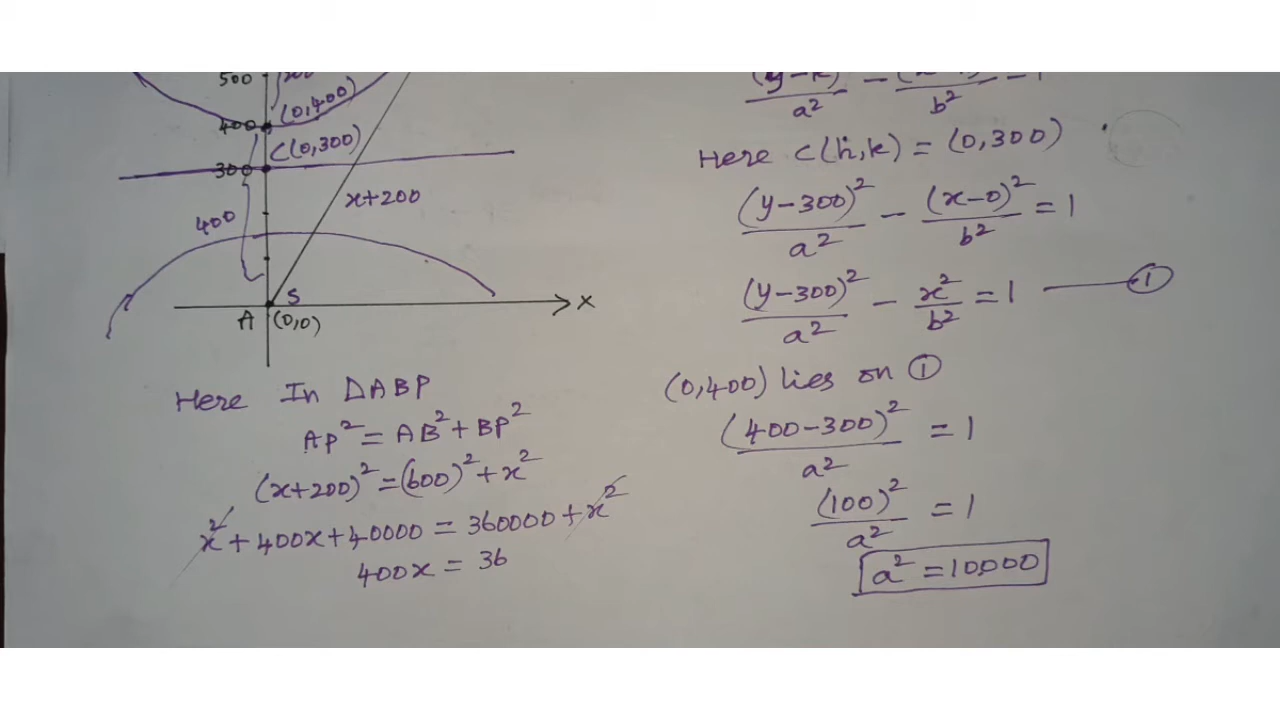 500
(0,400)
400
C(0,300)
300
x+200
400
S
A (0,0)
X
Here In ΔABP
AP² = AB² + BP²
(x+200)² = (600)² + x²
x² + 400x + 40000 = 360000 + x²
400x = 36
a² b²
Here C(h,k) = (0,300)
(y-300)²/a² - (x-0)²/b² = 1
(y-300)²/a² - x²/b² = 1 — ①
(0,400) lies on ①
(400-300)²/a² = 1
(100)²/a² = 1
a² = 10000